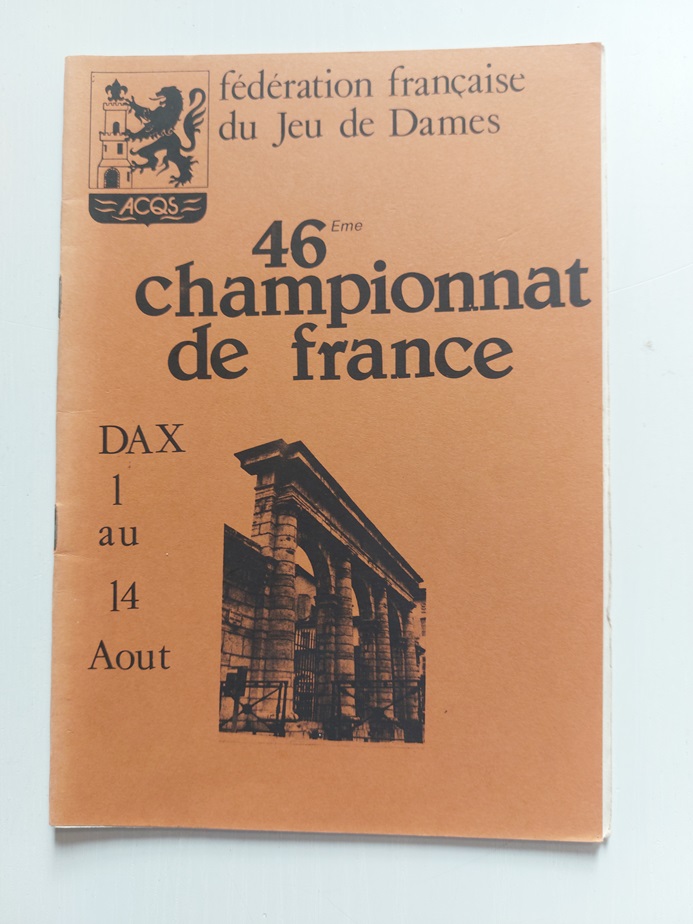 fédération française
du Jeu de Dames
ACQS
46 Eme
championnat
de france
DAX
1
au
14
Aout